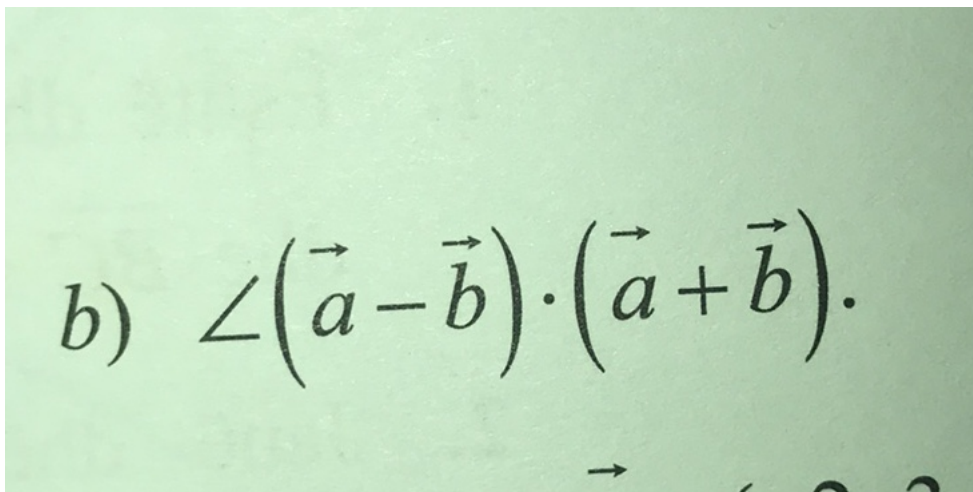 b) ∠(a⃗ − b⃗) · (a⃗ + b⃗).